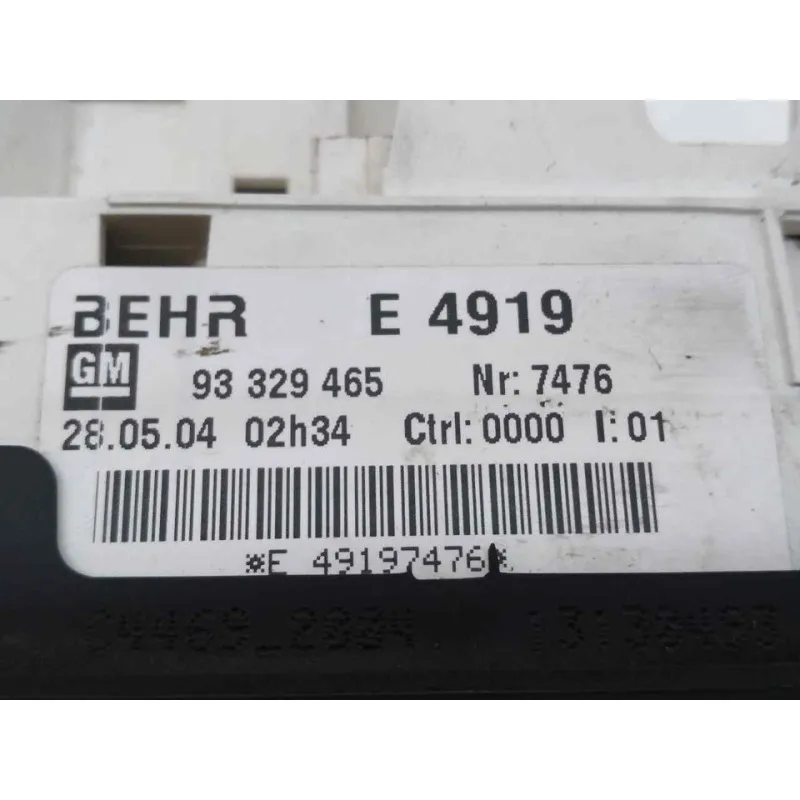 BEHR E 4919
GM 93 329 465 Nr: 7476
28.05.04 02h34 Ctrl: 0000 I: 01
*E 49197476*